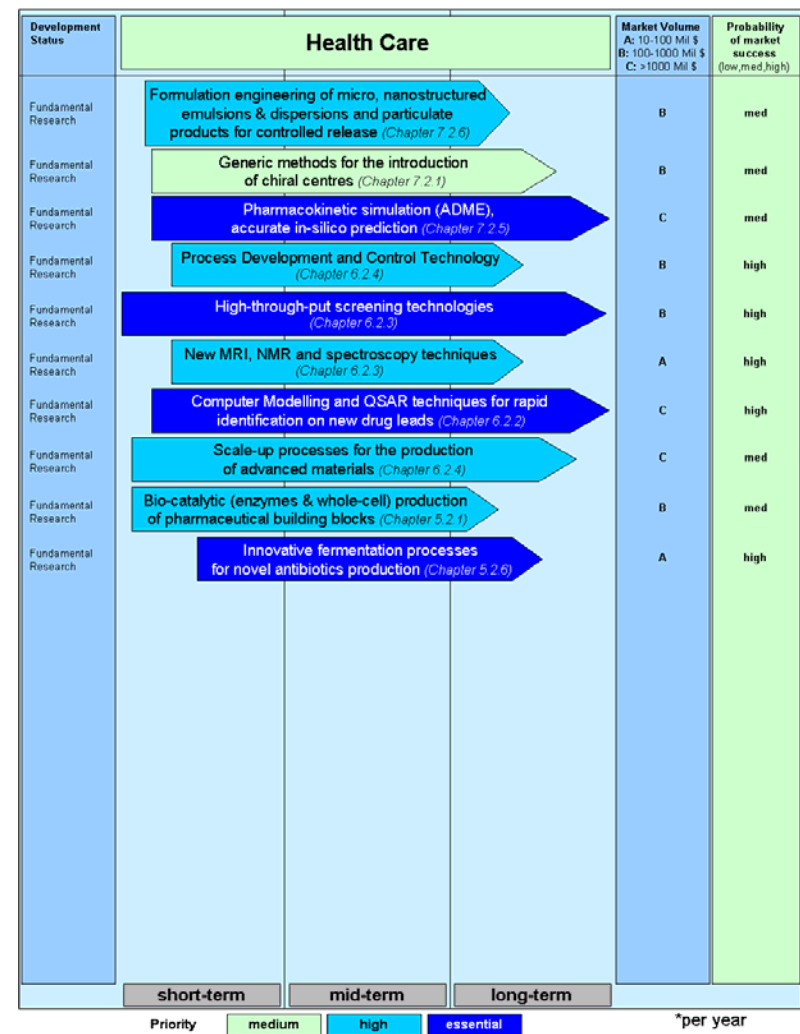 Development
Status
Health Care
Market Volume
A: 10-100 Mil $
B: 100-1000 Mil $
C: >1000 Mil $
Probability
of market
success
(low,med,high)
Fundamental
Research
Formulation engineering of micro, nanostructured
emulsions & dispersions and particulate
products for controlled release (Chapter 7.2.6)
B
med
Fundamental
Research
Generic methods for the introduction
of chiral centres (Chapter 7.2.1)
B
med
Fundamental
Research
Pharmacokinetic simulation (ADME),
accurate in-silico prediction (Chapter 7.2.5)
C
med
Fundamental
Research
Process Development and Control Technology
(Chapter 6.2.4)
B
high
Fundamental
Research
High-through-put screening technologies
(Chapter 6.2.3)
B
high
Fundamental
Research
New MRI, NMR and spectroscopy techniques
(Chapter 6.2.3)
A
high
Fundamental
Research
Computer Modelling and QSAR techniques for rapid
identification on new drug leads (Chapter 6.2.2)
C
high
Fundamental
Research
Scale-up processes for the production
of advanced materials (Chapter 6.2.4)
C
med
Fundamental
Research
Bio-catalytic (enzymes & whole-cell) production
of pharmaceutical building blocks (Chapter 5.2.1)
B
med
Fundamental
Research
Innovative fermentation processes
for novel antibiotics production (Chapter 5.2.6)
A
high
short-term mid-term long-term
Priority medium high essential *per year